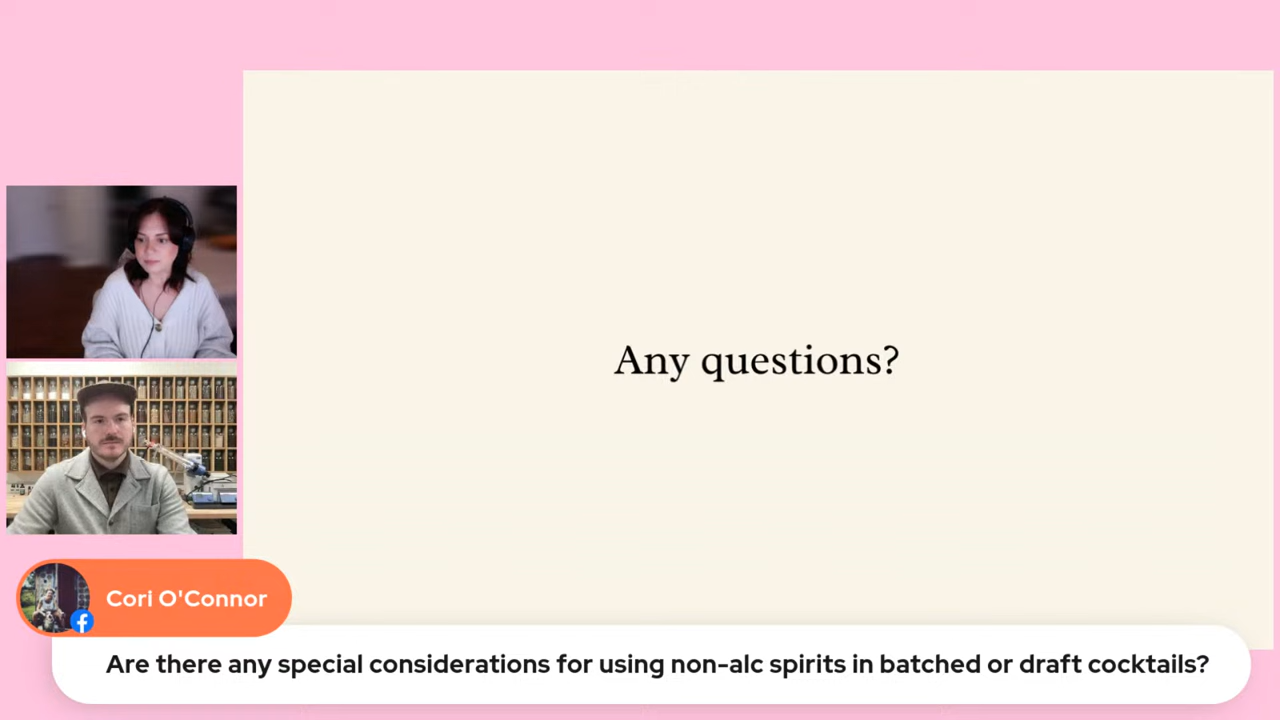 Any questions?
Cori O'Connor
Are there any special considerations for using non-alc spirits in batched or draft cocktails?